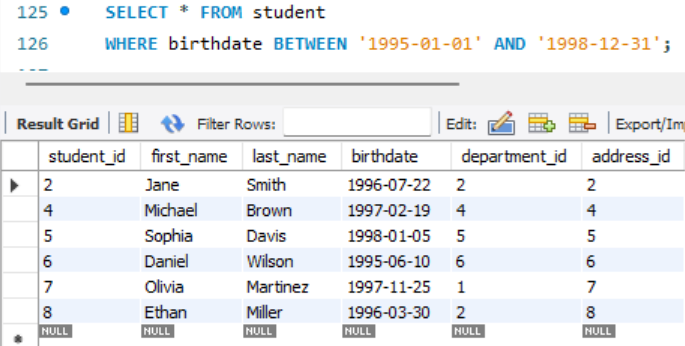 125 SELECT * FROM student
126 WHERE birthdate BETWEEN '1995-01-01' AND '1998-12-31';
Result Grid Filter Rows: Edit: Export/Im
student_id first_name last_name birthdate department_id address_id
2 Jane Smith 1996-07-22 2 2
4 Michael Brown 1997-02-19 4 4
5 Sophia Davis 1998-01-05 5 5
6 Daniel Wilson 1995-06-10 6 6
7 Olivia Martinez 1997-11-25 1 7
8 Ethan Miller 1996-03-30 2 8
NULL NULL NULL NULL NULL NULL